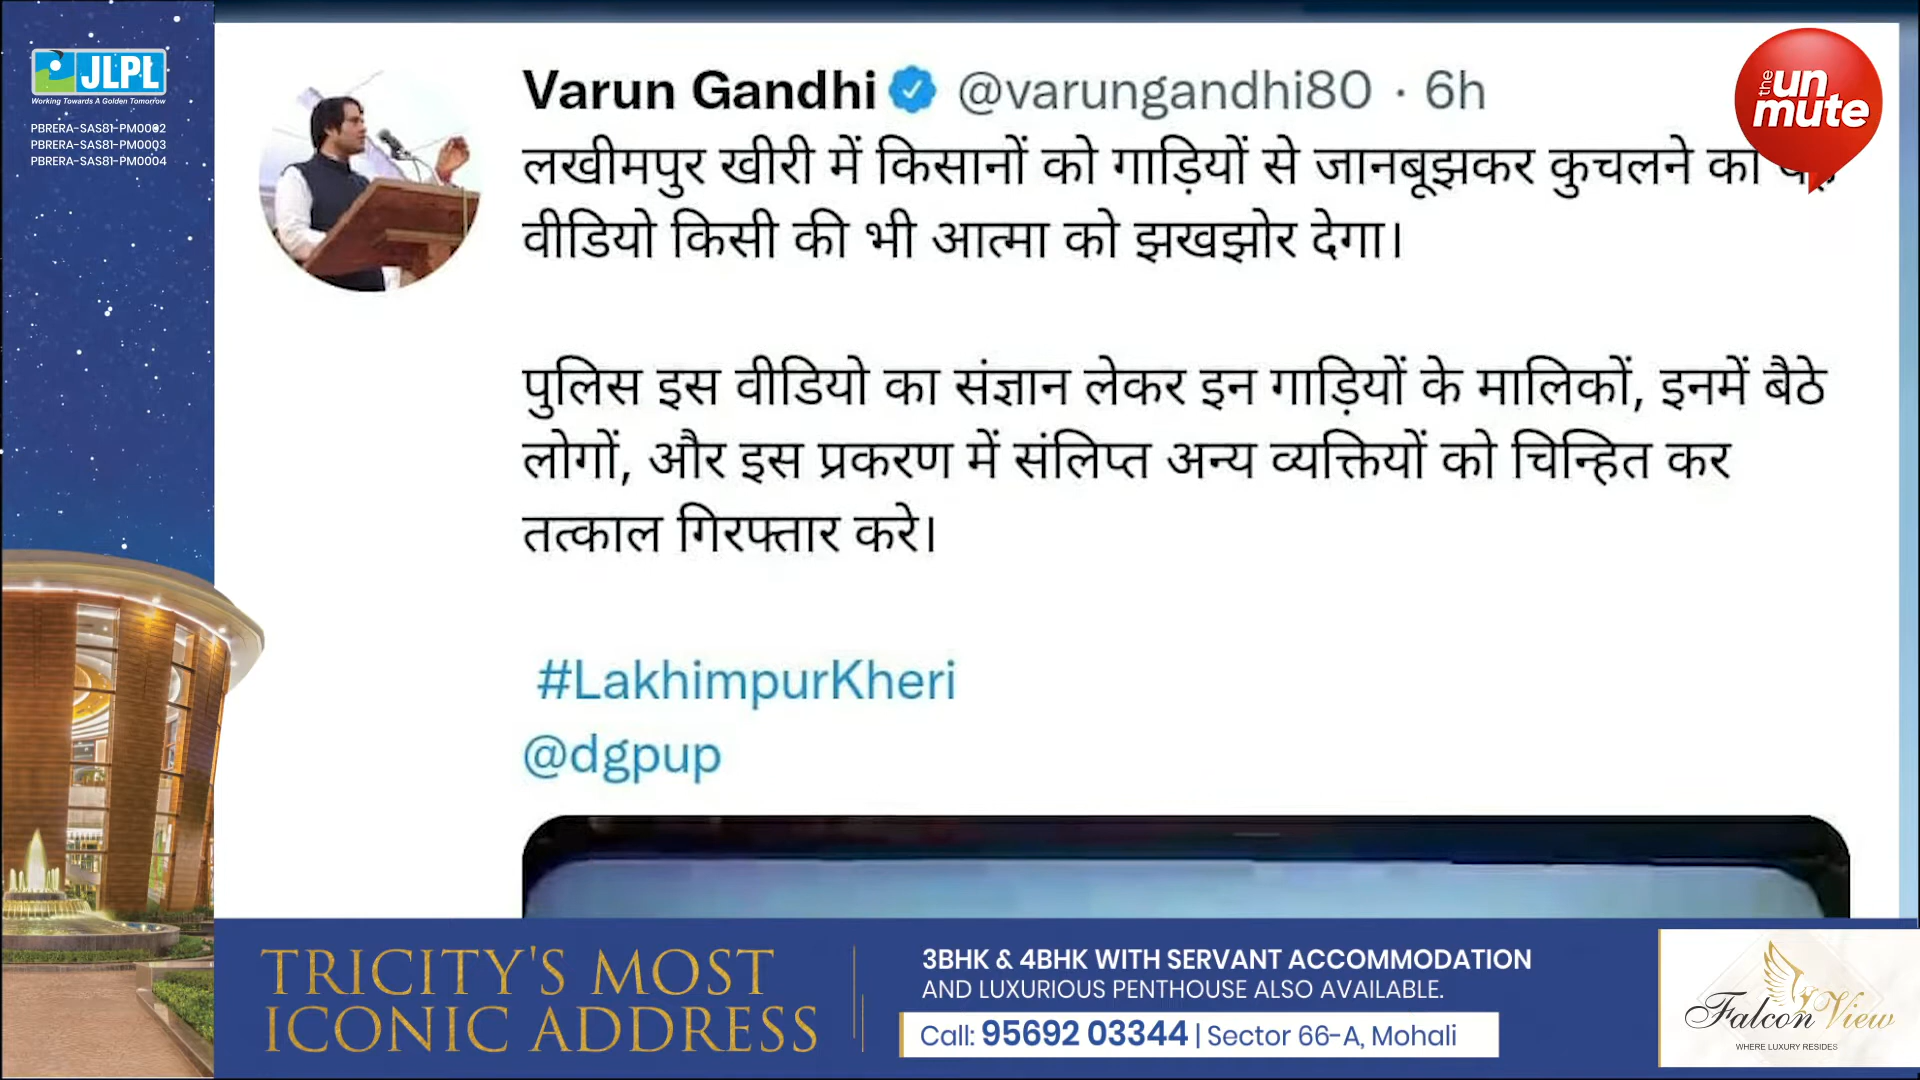 JLPL
Working Towards A Golden Tomorrow
PBRERA-SAS81-PM0002
PBRERA-SAS81-PM0003
PBRERA-SAS81-PM0004
the
un
mute
Varun Gandhi @varungandhi80 · 6h
लखीमपुर खीरी में किसानों को गाड़ियों से जानबूझकर कुचलने का
वीडियो किसी की भी आत्मा को झखझोर देगा।
पुलिस इस वीडियो का संज्ञान लेकर इन गाड़ियों के मालिकों, इनमें बैठे
लोगों, और इस प्रकरण में संलिप्त अन्य व्यक्तियों को चिन्हित कर
तत्काल गिरफ्तार करे।
#LakhimpurKheri
@dgpup
TRICITY'S MOST
ICONIC ADDRESS
3BHK & 4BHK WITH SERVANT ACCOMMODATION
AND LUXURIOUS PENTHOUSE ALSO AVAILABLE.
Call: 95692 03344 | Sector 66-A, Mohali
Falcon View
WHERE LUXURY RESIDES